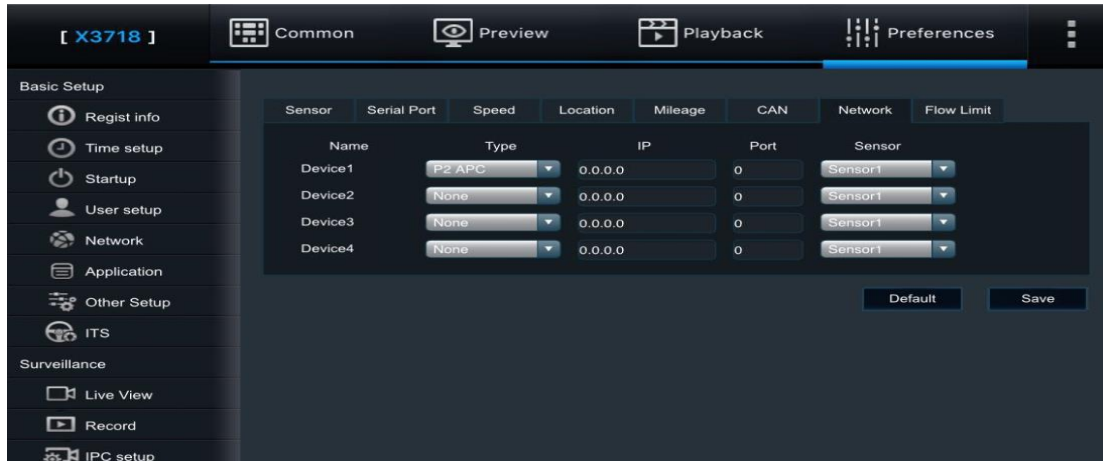 [ X3718 ]
Common
Preview
Playback
Preferences
Basic Setup
Regist info
Time setup
Startup
User setup
Network
Application
Other Setup
ITS
Surveillance
Live View
Record
IPC setup
Sensor Serial Port Speed Location Mileage CAN Network Flow Limit
Name Type IP Port Sensor
Device1 P2 APC 0.0.0.0 0 Sensor1
Device2 None 0.0.0.0 0 Sensor1
Device3 None 0.0.0.0 0 Sensor1
Device4 None 0.0.0.0 0 Sensor1
Default Save